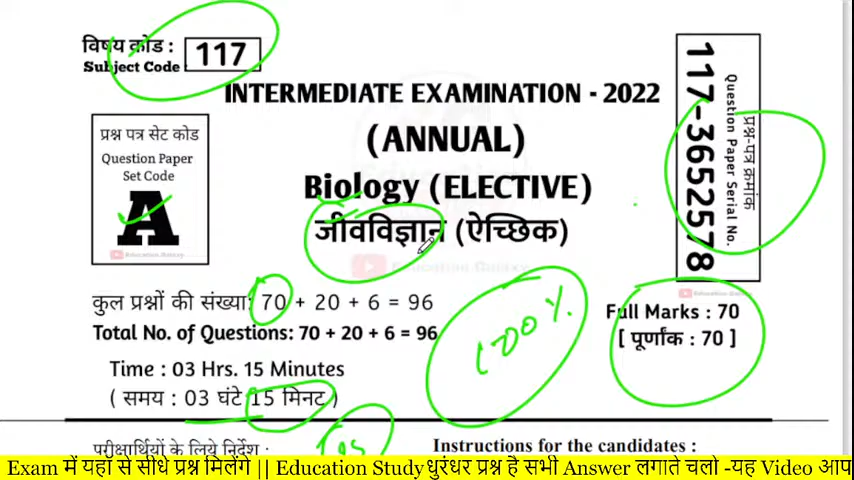 विषय कोड :
Subject Code :
117
INTERMEDIATE EXAMINATION - 2022
(ANNUAL)
Biology (ELECTIVE)
जीवविज्ञान (ऐच्छिक)
प्रश्न पत्र सेट कोड
Question Paper
Set Code
A
प्रश्न-पत्र क्रमांक
Question Paper Serial No.
117-3652578
कुल प्रश्नों की संख्या: 70 + 20 + 6 = 96
Total No. of Questions: 70 + 20 + 6 = 96
Full Marks : 70
[ पूर्णांक : 70 ]
100 %
Time : 03 Hrs. 15 Minutes
( समय : 03 घंटे 15 मिनट )
परीक्षार्थियों के लिये निर्देश :
Instructions for the candidates :
Exam में यहाँ से सीधे प्रश्न मिलेंगे || Education Study धुरंधर प्रश्न है सभी Answer लगाते चलो -यह Video आप